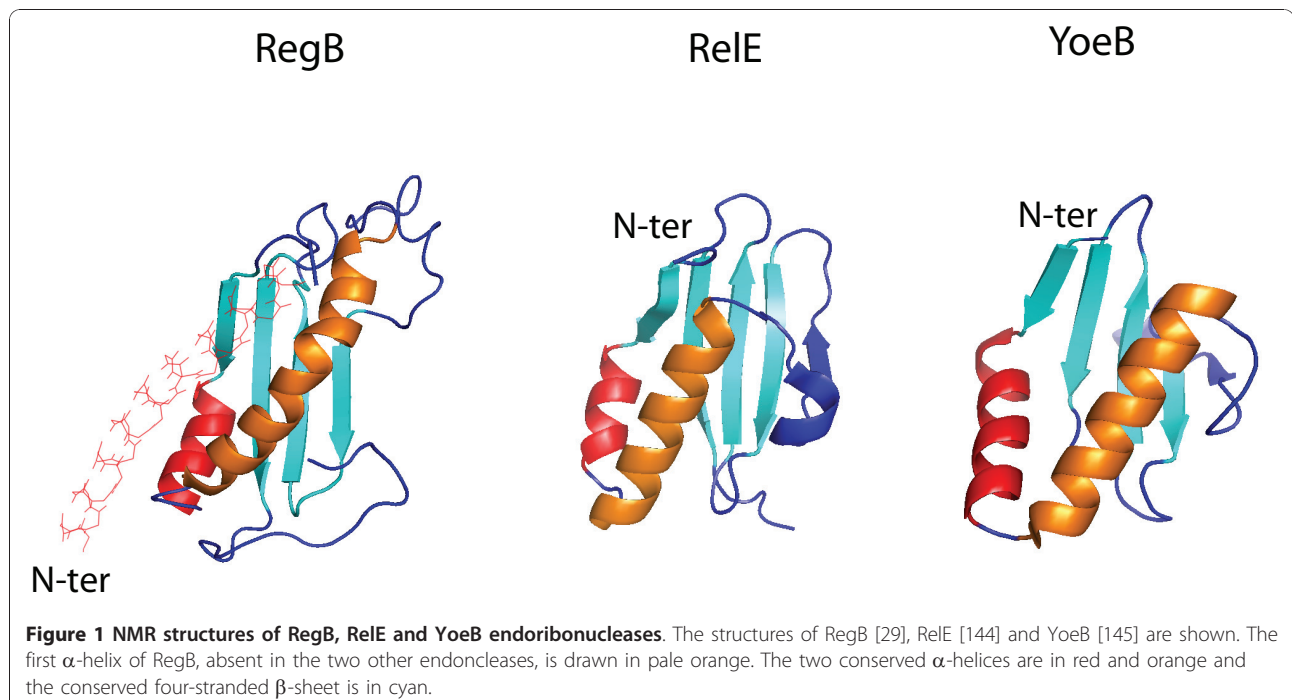 RegB
RelE
YoeB
N-ter
N-ter
N-ter
Figure 1 NMR structures of RegB, RelE and YoeB endoribonucleases. The structures of RegB [29], RelE [144] and YoeB [145] are shown. The
first α-helix of RegB, absent in the two other endoncleases, is drawn in pale orange. The two conserved α-helices are in red and orange and
the conserved four-stranded β-sheet is in cyan.